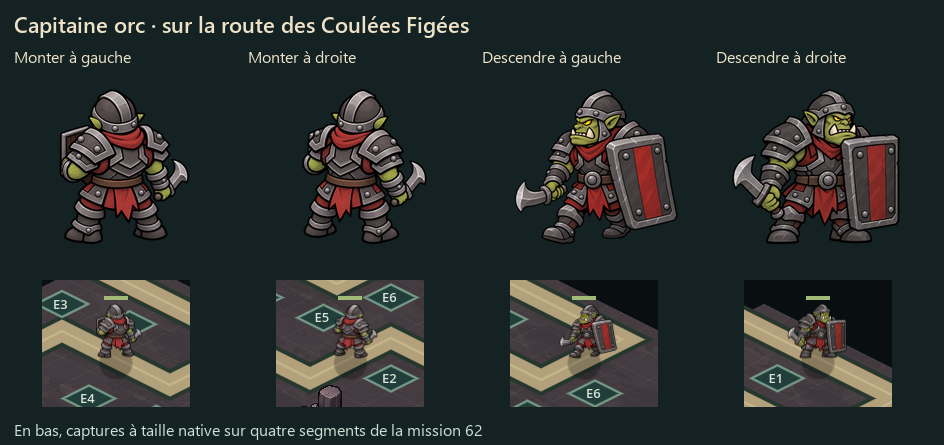 Capitaine orc · sur la route des Coulées Figées
Monter à gauche
Monter à droite
Descendre à gauche
Descendre à droite
E3
E4
E6
E5
E2
E6
E1
En bas, captures à taille native sur quatre segments de la mission 62